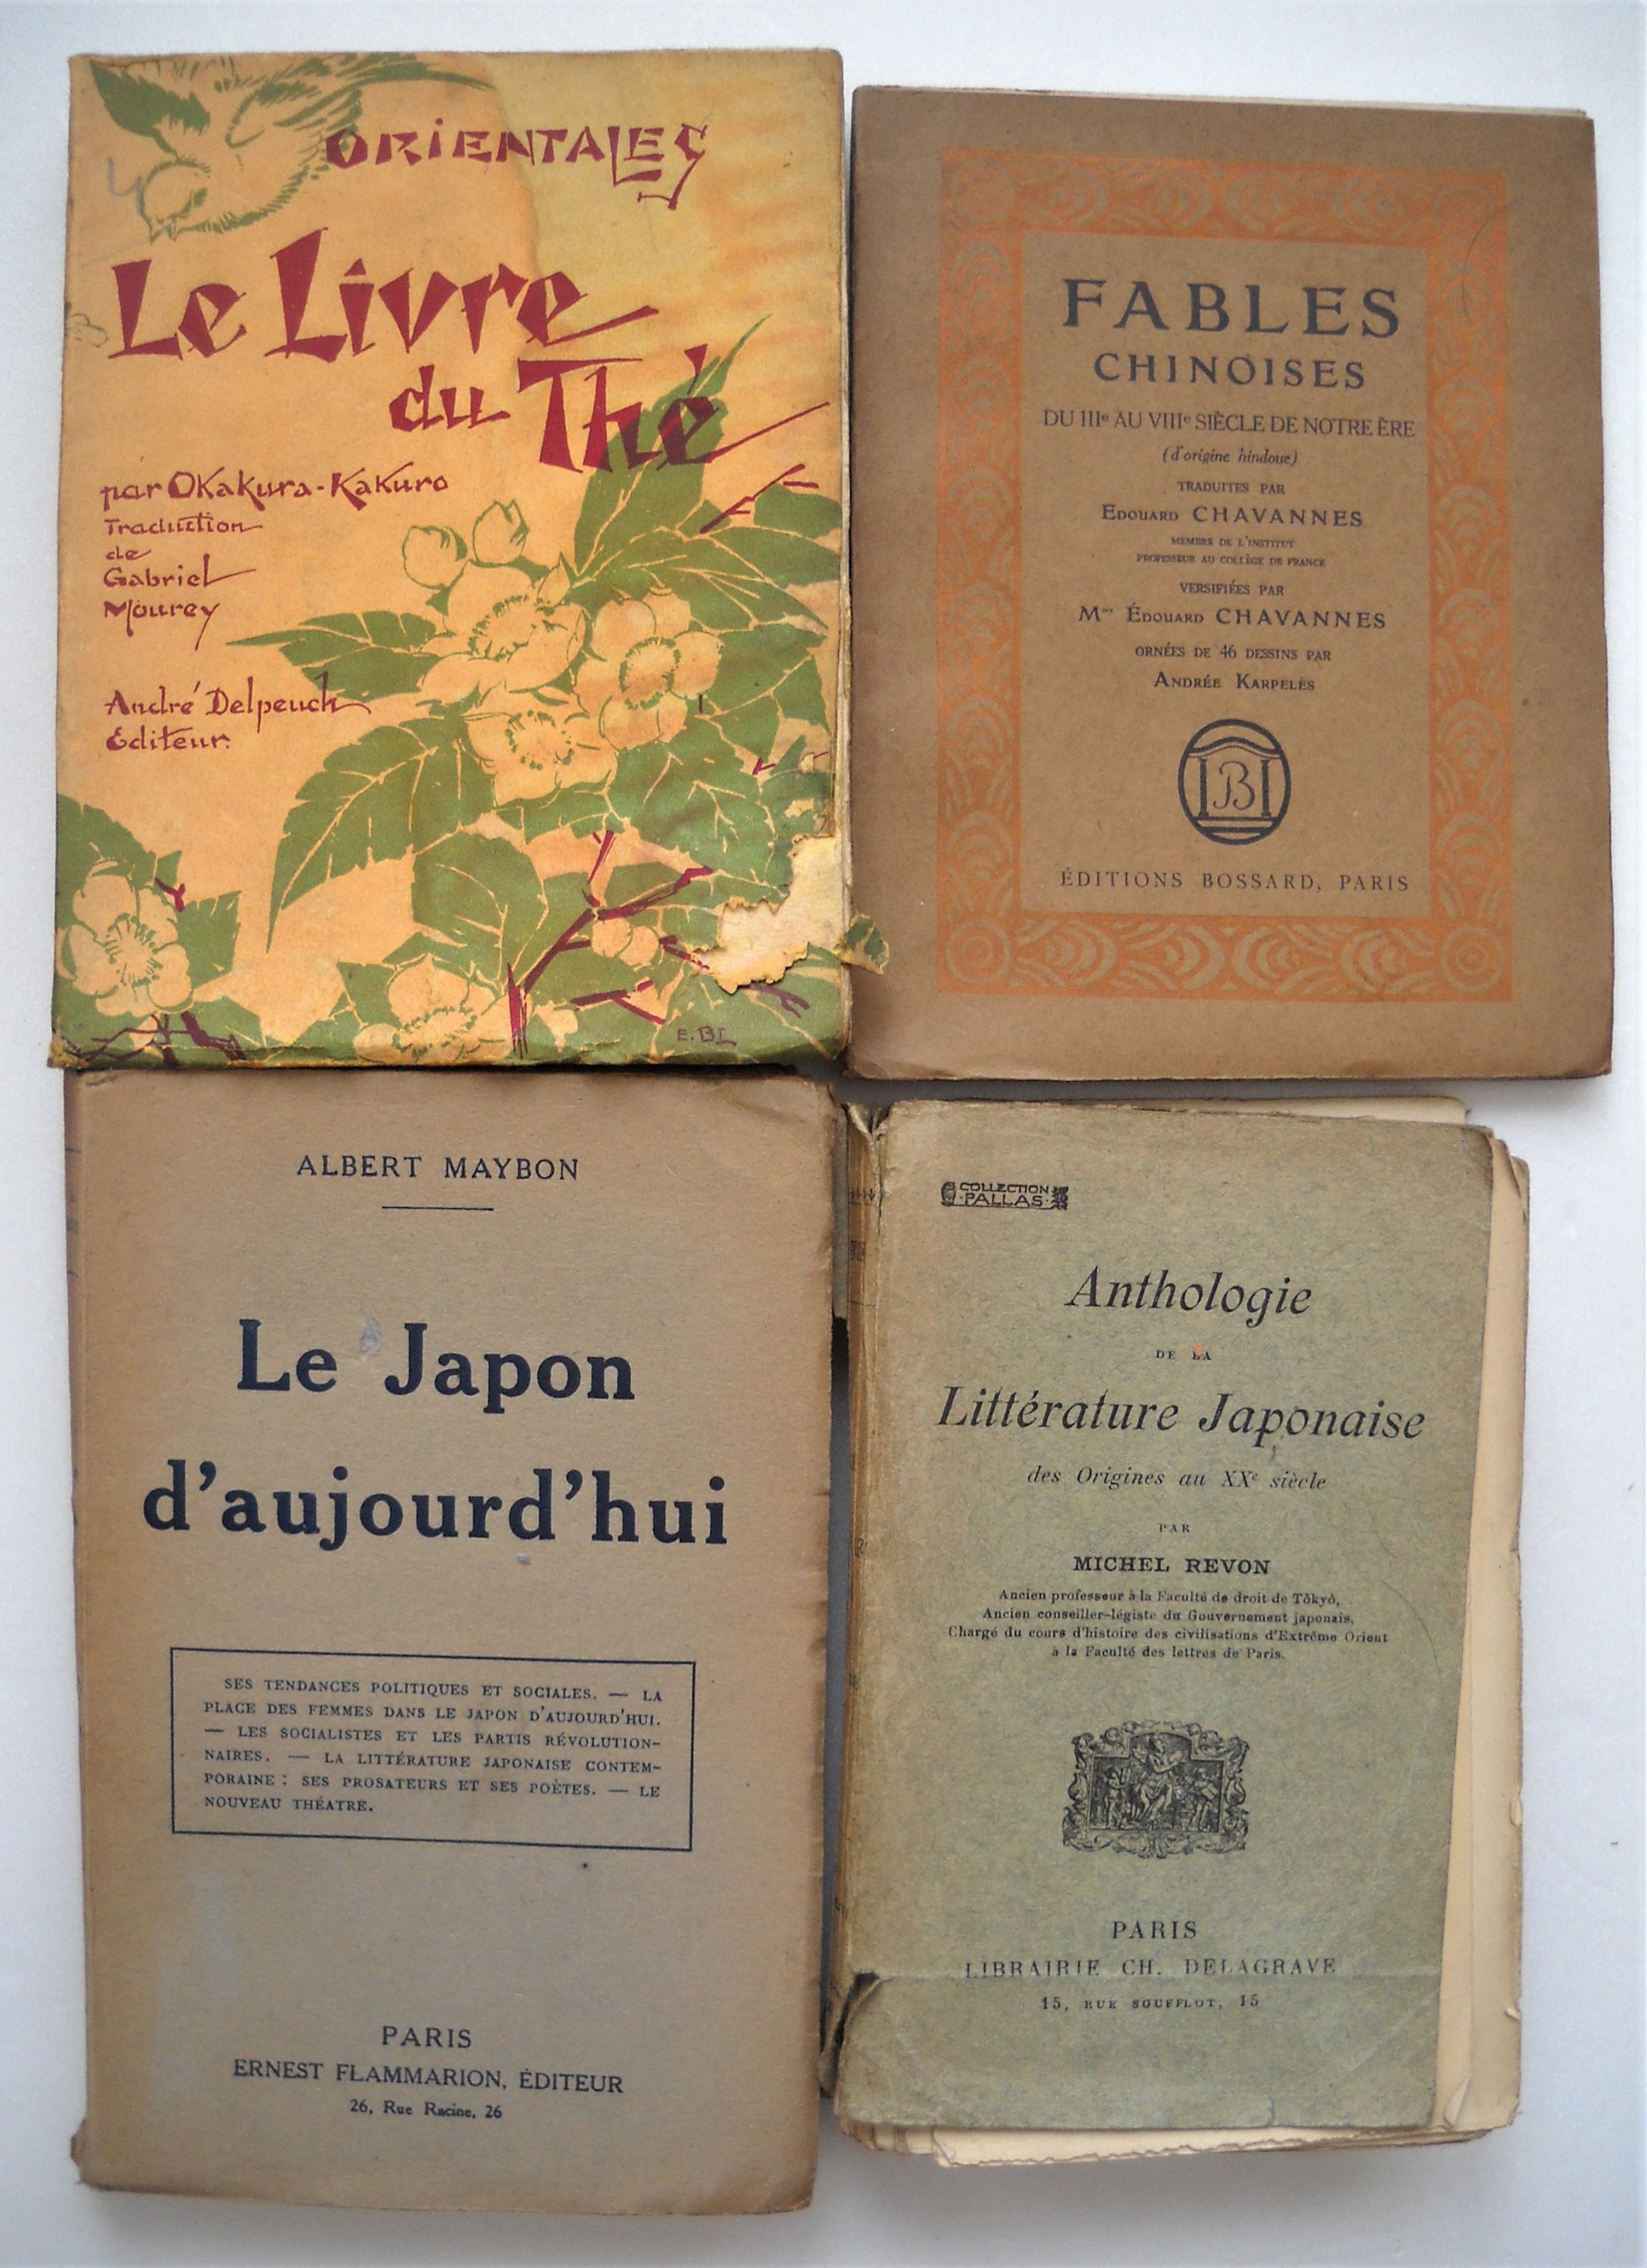 ORIENTALES
Le Livre
du Thé
par OKakura-Kakuro
Traduction
de
Gabriel
Mourey
André Delpeuch
Éditeur.
E.BL
FABLES
CHINOISES
DU IIIe AU VIIIe SIÈCLE DE NOTRE ÈRE
(d'origine hindoue)
TRADUITES PAR
EDOUARD CHAVANNES
MEMBRE DE L'INSTITUT
PROFESSEUR AU COLLÈGE DE FRANCE
VERSIFIÉES PAR
Mme ÉDOUARD CHAVANNES
ORNÉES DE 46 DESSINS PAR
ANDRÉE KARPELÈS
B
ÉDITIONS BOSSARD, PARIS
ALBERT MAYBON
Le Japon
d'aujourd'hui
SES TENDANCES POLITIQUES ET SOCIALES. — LA
PLACE DES FEMMES DANS LE JAPON D'AUJOURD'HUI.
— LES SOCIALISTES ET LES PARTIS RÉVOLUTION-
NAIRES. — LA LITTÉRATURE JAPONAISE CONTEM-
PORAINE : SES PROSATEURS ET SES POÈTES. — LE
NOUVEAU THÉATRE.
PARIS
ERNEST FLAMMARION, ÉDITEUR
26, Rue Racine, 26
COLLECTION
PALLAS
Anthologie
DE LA
Littérature Japonaise
des Origines au XXe siècle
PAR
MICHEL REVON
Ancien professeur à la Faculté de droit de Tôkyô,
Ancien conseiller-légiste du Gouvernement japonais,
Chargé du cours d'histoire des civilisations d'Extrême Orient
à la Faculté des lettres de Paris.
PARIS
LIBRAIRIE CH. DELAGRAVE
15, RUE SOUFFLOT, 15